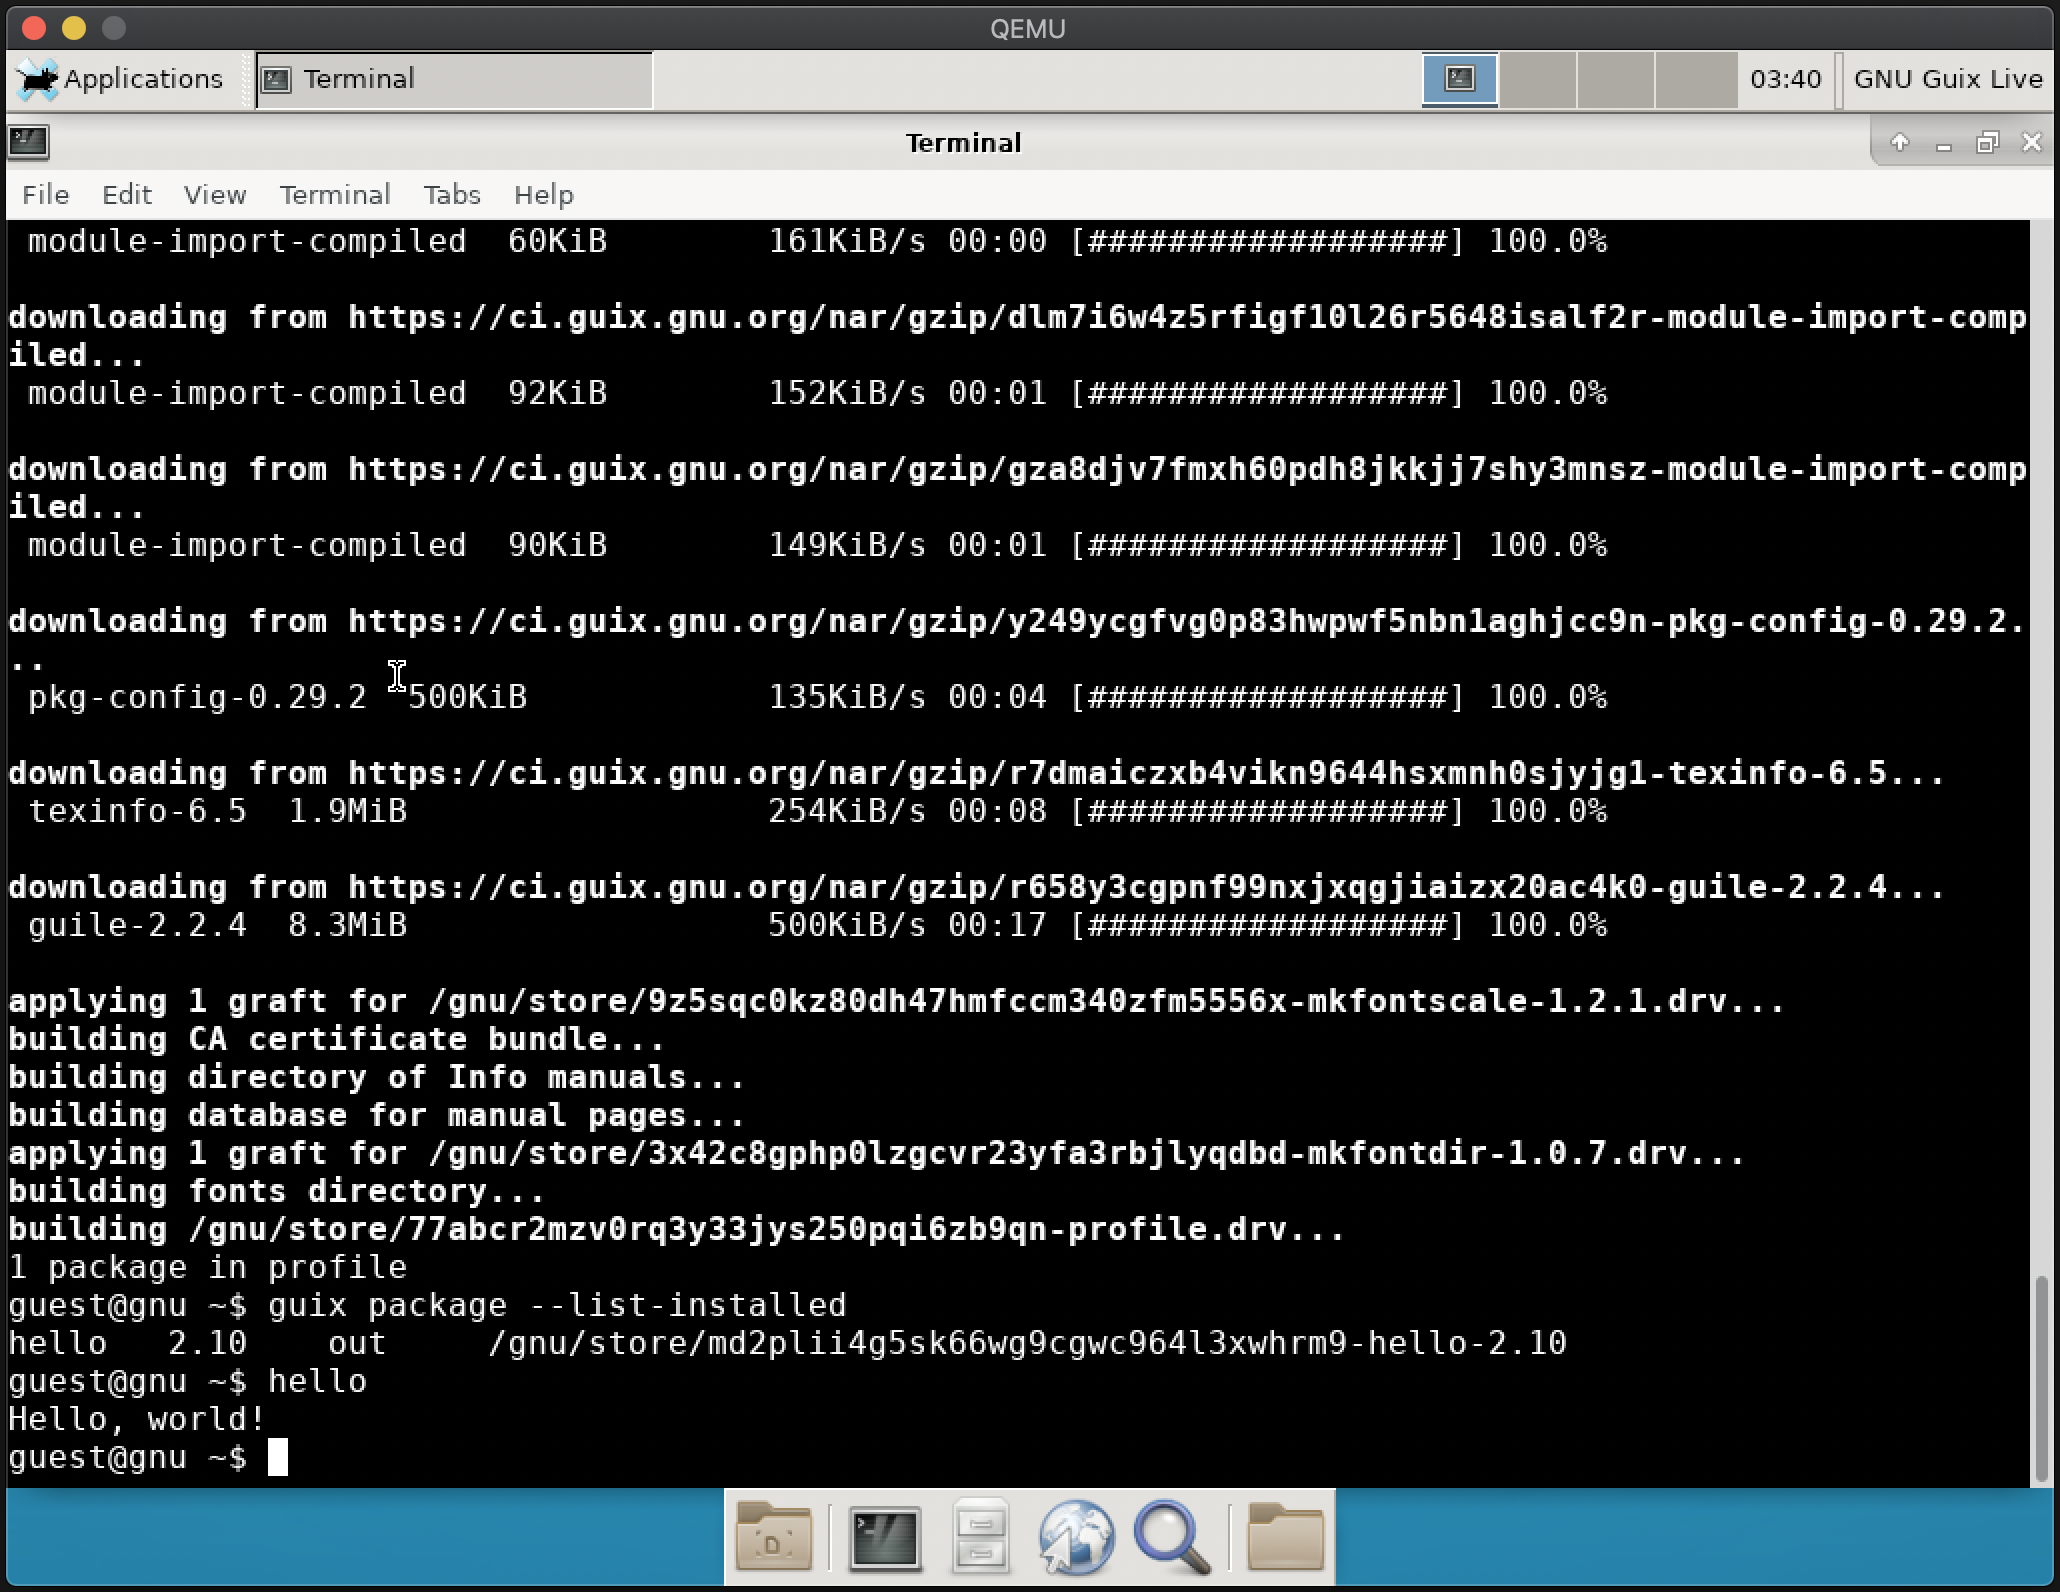 QEMU
Applications
Terminal
03:40
GNU Guix Live
Terminal
File Edit View Terminal Tabs Help
module-import-compiled 60KiB 161KiB/s 00:00 [##################] 100.0%
downloading from https://ci.guix.gnu.org/nar/gzip/dlm7i6w4z5rfigf10l26r5648isalf2r-module-import-comp
iled...
module-import-compiled 92KiB 152KiB/s 00:01 [##################] 100.0%
downloading from https://ci.guix.gnu.org/nar/gzip/gza8djv7fmxh60pdh8jkkjj7shy3mnsz-module-import-comp
iled...
module-import-compiled 90KiB 149KiB/s 00:01 [##################] 100.0%
downloading from https://ci.guix.gnu.org/nar/gzip/y249ycgfvg0p83hwpwf5nbn1aghjcc9n-pkg-config-0.29.2.
..
pkg-config-0.29.2 500KiB 135KiB/s 00:04 [##################] 100.0%
downloading from https://ci.guix.gnu.org/nar/gzip/r7dmaiczxb4vikn9644hsxmnh0sjyjg1-texinfo-6.5...
texinfo-6.5 1.9MiB 254KiB/s 00:08 [##################] 100.0%
downloading from https://ci.guix.gnu.org/nar/gzip/r658y3cgpnf99nxjxqgjiaizx20ac4k0-guile-2.2.4...
guile-2.2.4 8.3MiB 500KiB/s 00:17 [##################] 100.0%
applying 1 graft for /gnu/store/9z5sqc0kz80dh47hmfccm340zfm5556x-mkfontscale-1.2.1.drv...
building CA certificate bundle...
building directory of Info manuals...
building database for manual pages...
applying 1 graft for /gnu/store/3x42c8gphp0lzgcvr23yfa3rbjlyqdbd-mkfontdir-1.0.7.drv...
building fonts directory...
building /gnu/store/77abcr2mzv0rq3y33jys250pqi6zb9qn-profile.drv...
1 package in profile
guest@gnu ~$ guix package --list-installed
hello 2.10 out /gnu/store/md2plii4g5sk66wg9cgwc964l3xwhrm9-hello-2.10
guest@gnu ~$ hello
Hello, world!
guest@gnu ~$